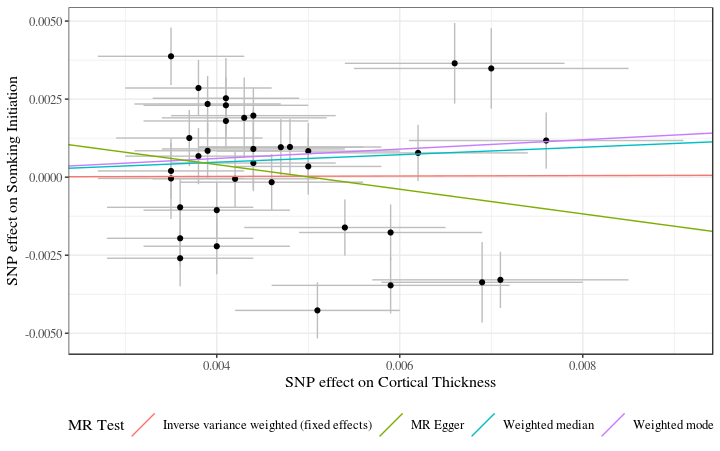 0.0050
0.0025
0.0000
-0.0025
-0.0050
SNP effect on Somking Initiation
0.004 0.006 0.008
SNP effect on Cortical Thickness
MR Test Inverse variance weighted (fixed effects) MR Egger Weighted median Weighted mode